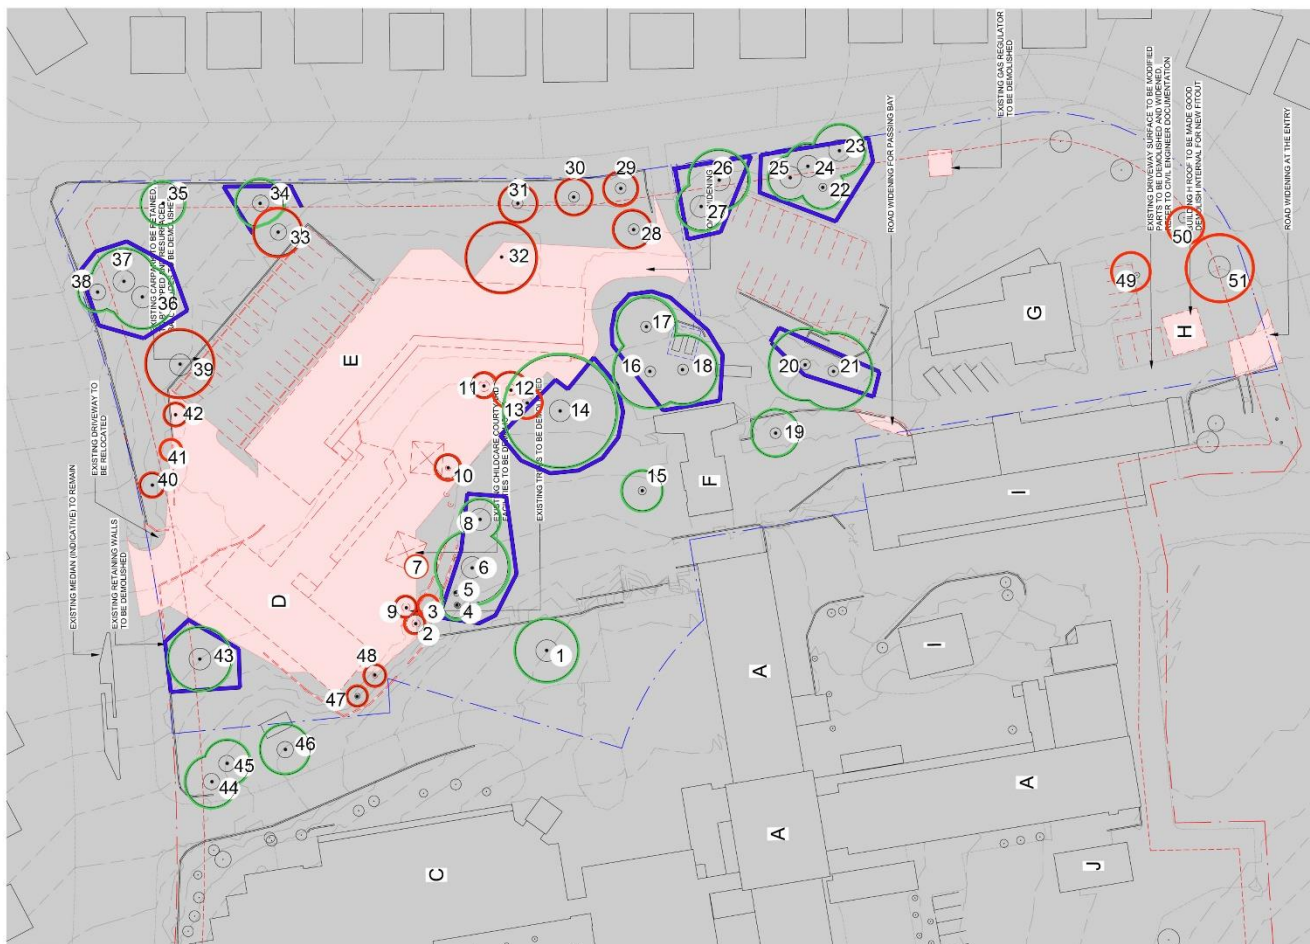 EXISTING MEDIAN (INDICATIVE) TO REMAIN
EXISTING RETAINING WALLS
TO BE DEMOLISHED
EXISTING DRIVEWAY TO
BE RELOCATED
EXISTING CARPARK TO BE RETAINED,
TO BE DEMOLISHED
EXISTING CHILDCARE COURTYARD
ROAD WIDENING FOR PASSING BAY
EXISTING GAS REGULATOR
TO BE DEMOLISHED
EXISTING DRIVEWAY SURFACE TO BE MODIFIED
PARTS TO BE DEMOLISHED AND WIDENED,
REFER TO CIVIL ENGINEER DOCUMENTATION
BUILDING H ROOF TO BE MADE GOOD
DEMOLISH INTERNAL FOR NEW FITOUT
ROAD WIDENING AT THE ENTRY
WIDENING
38
37
36
35
34
33
31
30
29
28
32
26
27
25
24
23
22
39
42
41
40
11
12
13
14
10
17
16
18
20
21
19
15
8
7
6
5
4
9
3
2
1
43
48
47
46
45
44
49
50
51
E
D
G
H
F
I
I
A
A
A
C
J